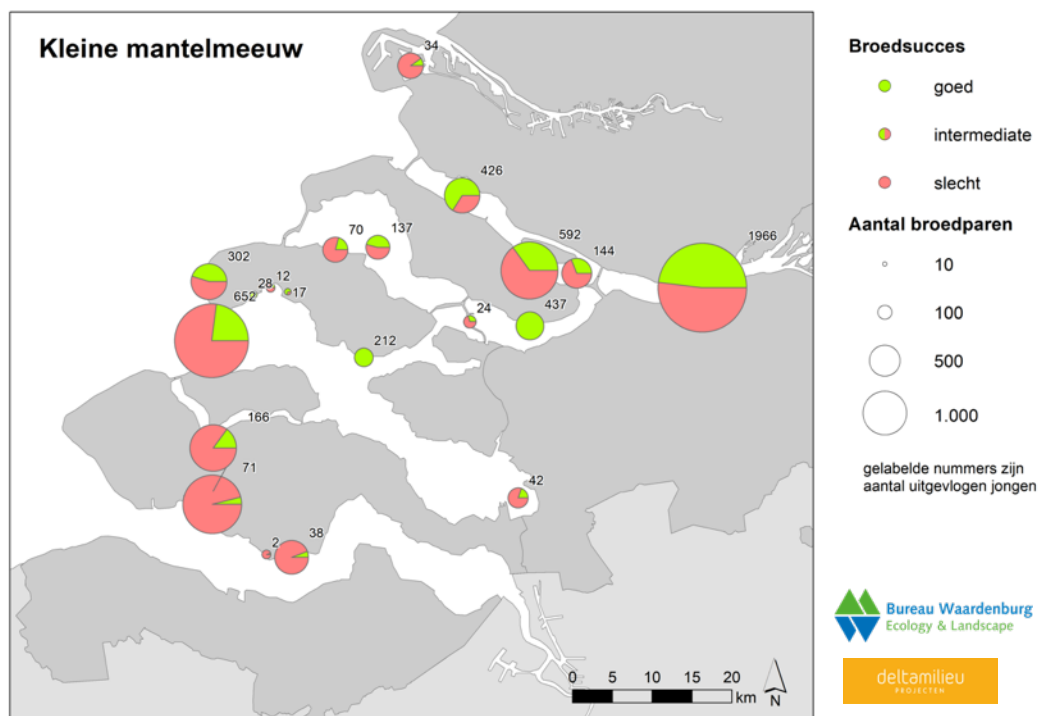 Kleine mantelmeeuw
34
426
592
144
1966
70
137
302
28
12
17
652
24
437
212
166
71
42
2
38
0 5 10 15 20
km
N
Broedsucces
goed
intermediate
slecht
Aantal broedparen
10
100
500
1.000
gelabelde nummers zijn
aantal uitgevlogen jongen
Bureau Waardenburg
Ecology & Landscape
deltamilieu
PROJECTEN